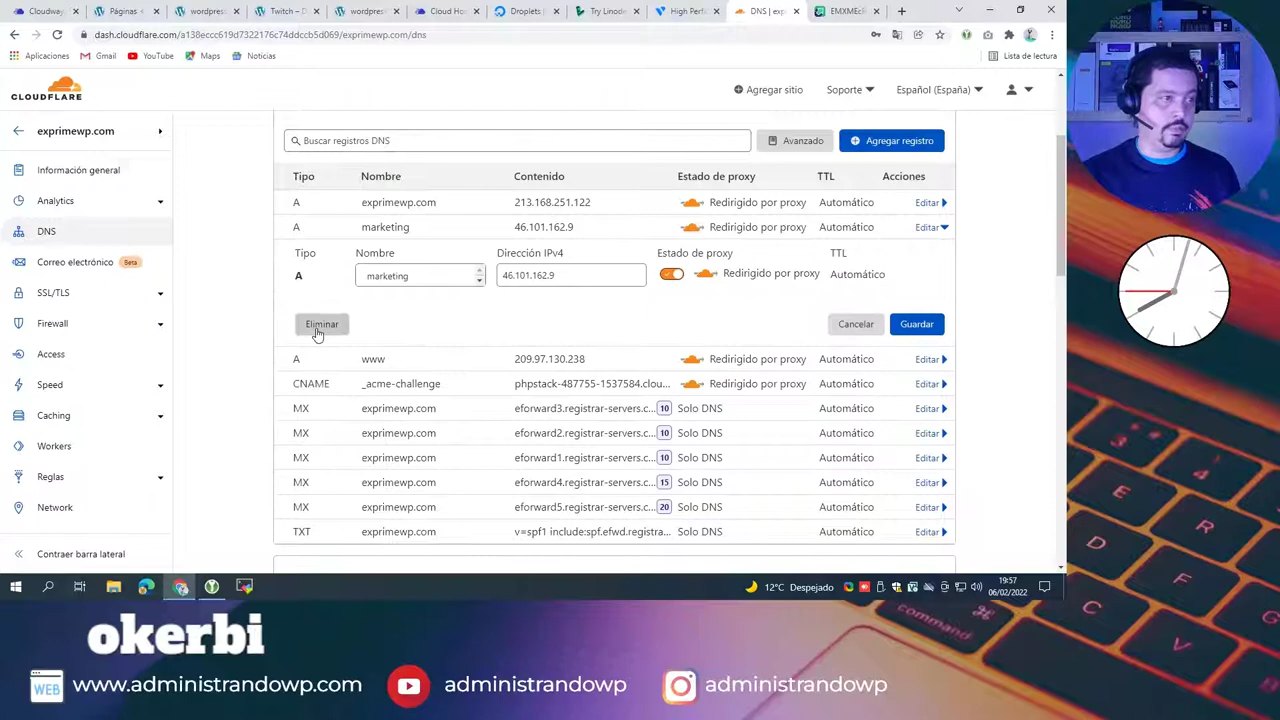 Cloudway
Páginas
wordpres
Twitch – D
wordpre
Cloud Ho
Droplets
Try Linode
High Perf
DNS | exp
EMXMEcli
dash.cloudflare.com/a138eccc619d7322176c74ddccb5d069/exprimewp.com
Aplicaciones
Gmail
YouTube
Maps
Noticias
Lista de lectura
CLOUDFLARE
Agregar sitio
Soporte
Español (España)
exprimewp.com
Información general
Analytics
DNS
Correo electrónico Beta
SSL/TLS
Firewall
Access
Speed
Caching
Workers
Reglas
Network
Contraer barra lateral
Buscar registros DNS
Avanzado
Agregar registro
Tipo Nombre Contenido Estado de proxy TTL Acciones
A exprimewp.com 213.168.251.122 Redirigido por proxy Automático Editar
A marketing 46.101.162.9 Redirigido por proxy Automático Editar
Tipo Nombre Dirección IPv4 Estado de proxy TTL
A marketing 46.101.162.9 Redirigido por proxy Automático
Eliminar Cancelar Guardar
A www 209.97.130.238 Redirigido por proxy Automático Editar
CNAME _acme-challenge phpstack-487755-1537584.clou... Redirigido por proxy Automático Editar
MX exprimewp.com eforward3.registrar-servers.c... 10 Solo DNS Automático Editar
MX exprimewp.com eforward2.registrar-servers.c... 10 Solo DNS Automático Editar
MX exprimewp.com eforward1.registrar-servers.c... 10 Solo DNS Automático Editar
MX exprimewp.com eforward4.registrar-servers.c... 15 Solo DNS Automático Editar
MX exprimewp.com eforward5.registrar-servers.c... 20 Solo DNS Automático Editar
TXT exprimewp.com v=spf1 include:spf.efwd.registra... Solo DNS Automático Editar
12°C Despejado
19:57
06/02/2022
okerbi
WEB www.administrandowp.com
administrandowp
administrandowp
command
E
R
D
F
C
V
G
3
4